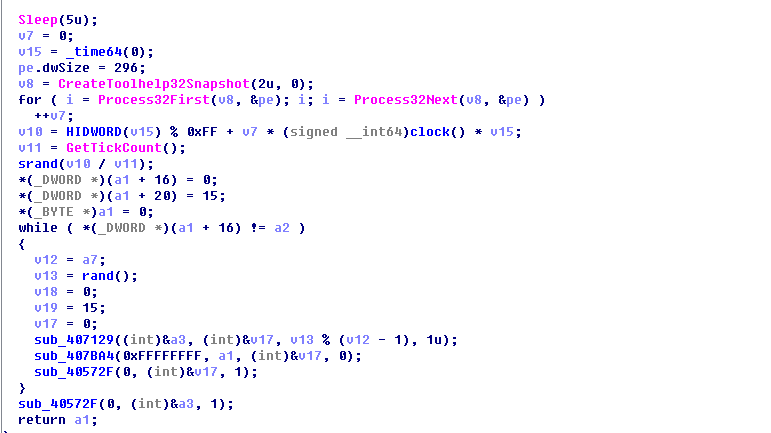 Sleep(5u);
v7 = 0;
v15 = _time64(0);
pe.dwSize = 296;
v8 = CreateToolhelp32Snapshot(2u, 0);
for ( i = Process32First(v8, &pe); i; i = Process32Next(v8, &pe) )
++v7;
v10 = HIDWORD(v15) % 0xFF + v7 * (signed __int64)clock() * v15;
v11 = GetTickCount();
srand(v10 / v11);
*(_DWORD *)(a1 + 16) = 0;
*(_DWORD *)(a1 + 20) = 15;
*(_BYTE *)a1 = 0;
while ( *(_DWORD *)(a1 + 16) != a2 )
{
v12 = a7;
v13 = rand();
v18 = 0;
v19 = 15;
v17 = 0;
sub_407129((int)&a3, (int)&v17, v13 % (v12 - 1), 1u);
sub_407BA4(0xFFFFFFFF, a1, (int)&v17, 0);
sub_40572F(0, (int)&v17, 1);
}
sub_40572F(0, (int)&a3, 1);
return a1;